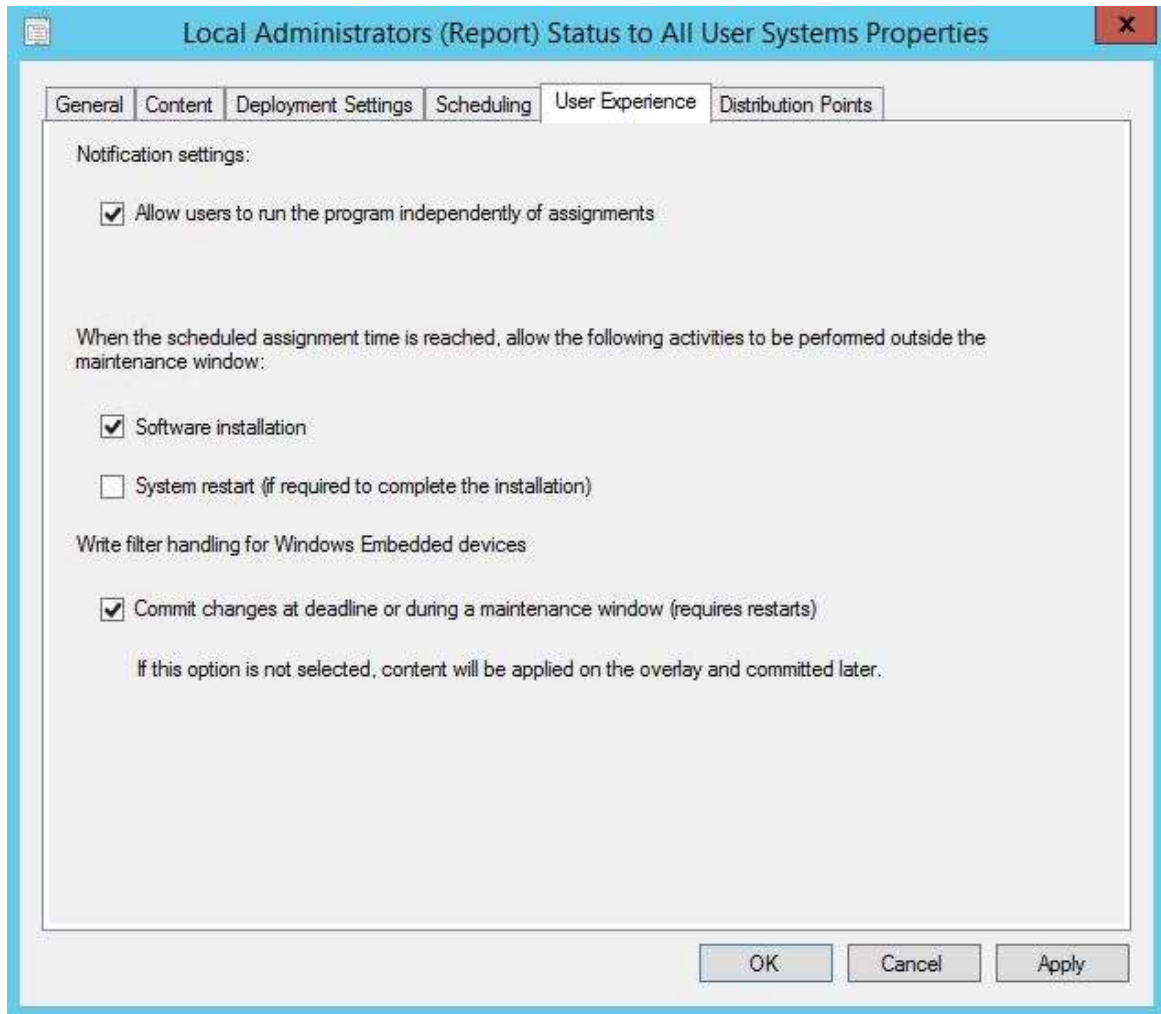 Local Administrators (Report) Status to All User Systems Properties
x
General Content Deployment Settings Scheduling User Experience Distribution Points
Notification settings:
Allow users to run the program independently of assignments
When the scheduled assignment time is reached, allow the following activities to be performed outside the
maintenance window:
Software installation
System restart (if required to complete the installation)
Write filter handling for Windows Embedded devices
Commit changes at deadline or during a maintenance window (requires restarts)
If this option is not selected, content will be applied on the overlay and committed later.
OK Cancel Apply